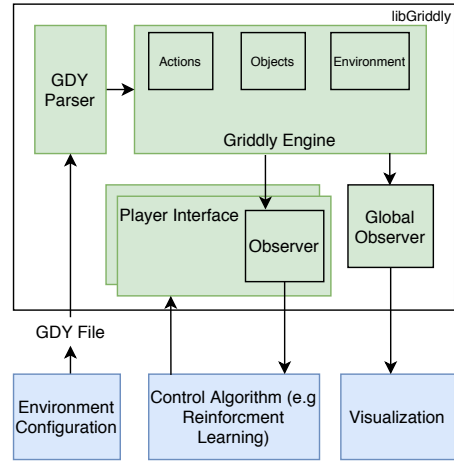 libGriddly
GDY
Parser
Actions
Objects
Environment
Griddly Engine
Player Interface
Observer
Global
Observer
GDY File
Environment
Configuration
Control Algorithm (e.g
Reinforcment
Learning)
Visualization